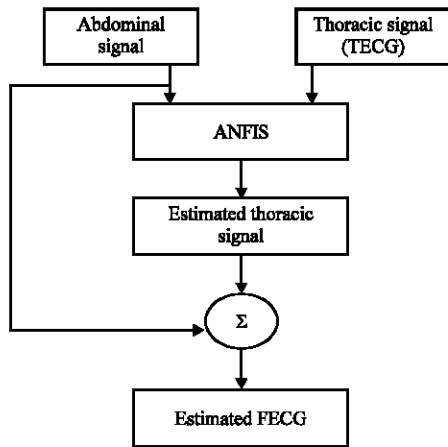 Abdominal
signal
Thoracic signal
(TECG)
ANFIS
Estimated thoracic
signal
Σ
Estimated FECG